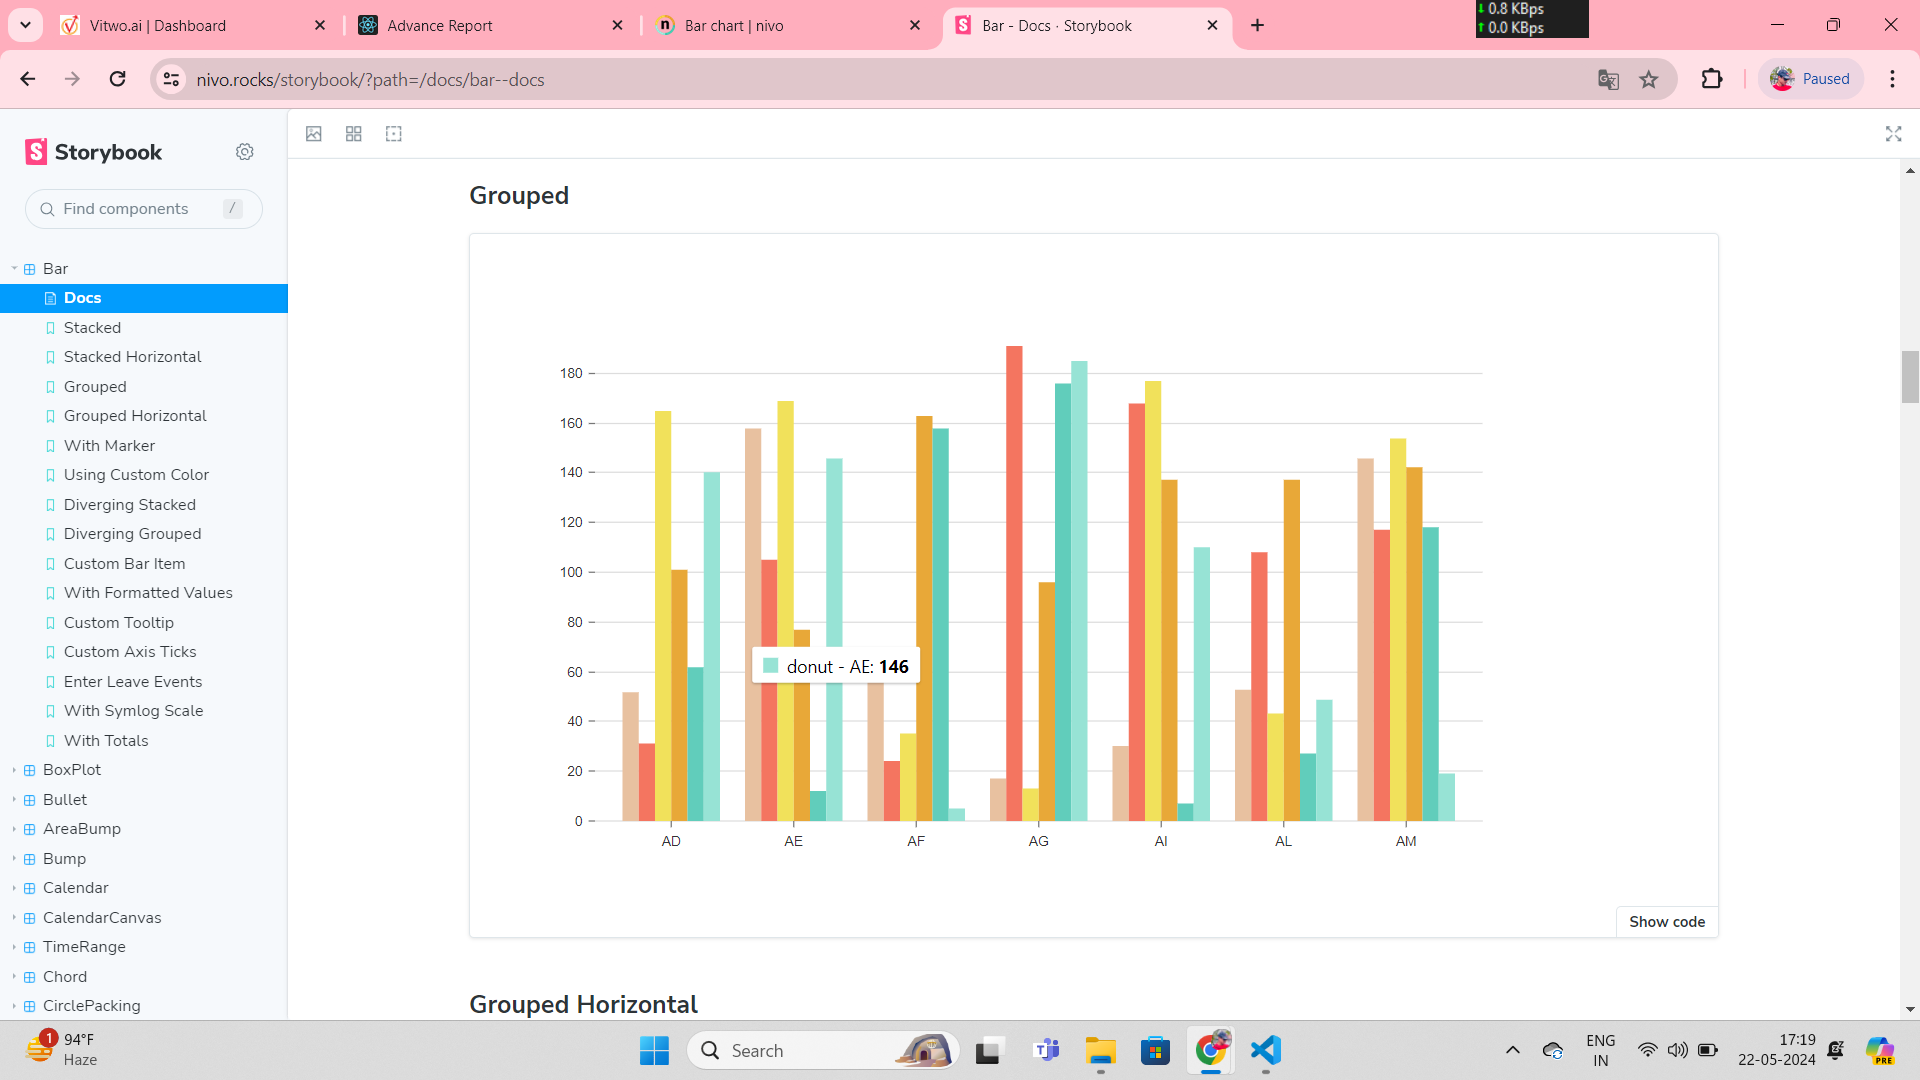 Vitwo.ai | Dashboard
Advance Report
Bar chart | nivo
Bar - Docs · Storybook
0.8 KBps
0.0 KBps
nivo.rocks/storybook/?path=/docs/bar--docs
Paused
Storybook
Find components
/
Bar
Docs
Stacked
Stacked Horizontal
Grouped
Grouped Horizontal
With Marker
Using Custom Color
Diverging Stacked
Diverging Grouped
Custom Bar Item
With Formatted Values
Custom Tooltip
Custom Axis Ticks
Enter Leave Events
With Symlog Scale
With Totals
BoxPlot
Bullet
AreaBump
Bump
Calendar
CalendarCanvas
TimeRange
Chord
CirclePacking
Grouped
180
160
140
120
100
80
60
40
20
0
donut - AE: 146
AD AE AF AG AI AL AM
Show code
Grouped Horizontal
1
94°F
Haze
Search
ENG
IN
17:19
22-05-2024
PRE